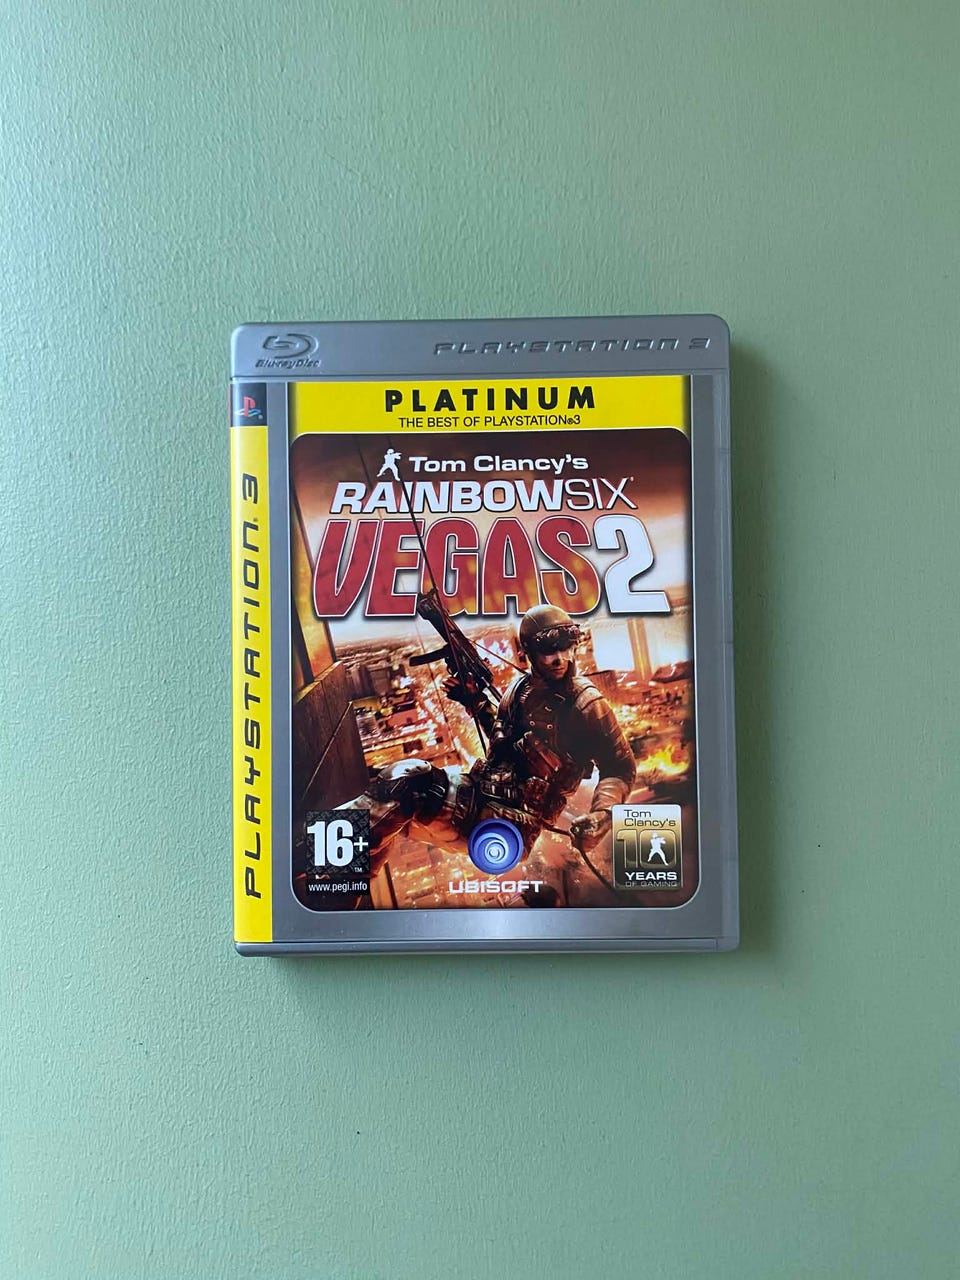 Blu-ray Disc
PLAYSTATION 3
PLATINUM
THE BEST OF PLAYSTATION®3
PLAYSTATION®3
Tom Clancy's
RAINBOWSIX®
VEGAS2
16+™
www.pegi.info
UBISOFT
Tom
Clancy's
10
YEARS
OF GAMING